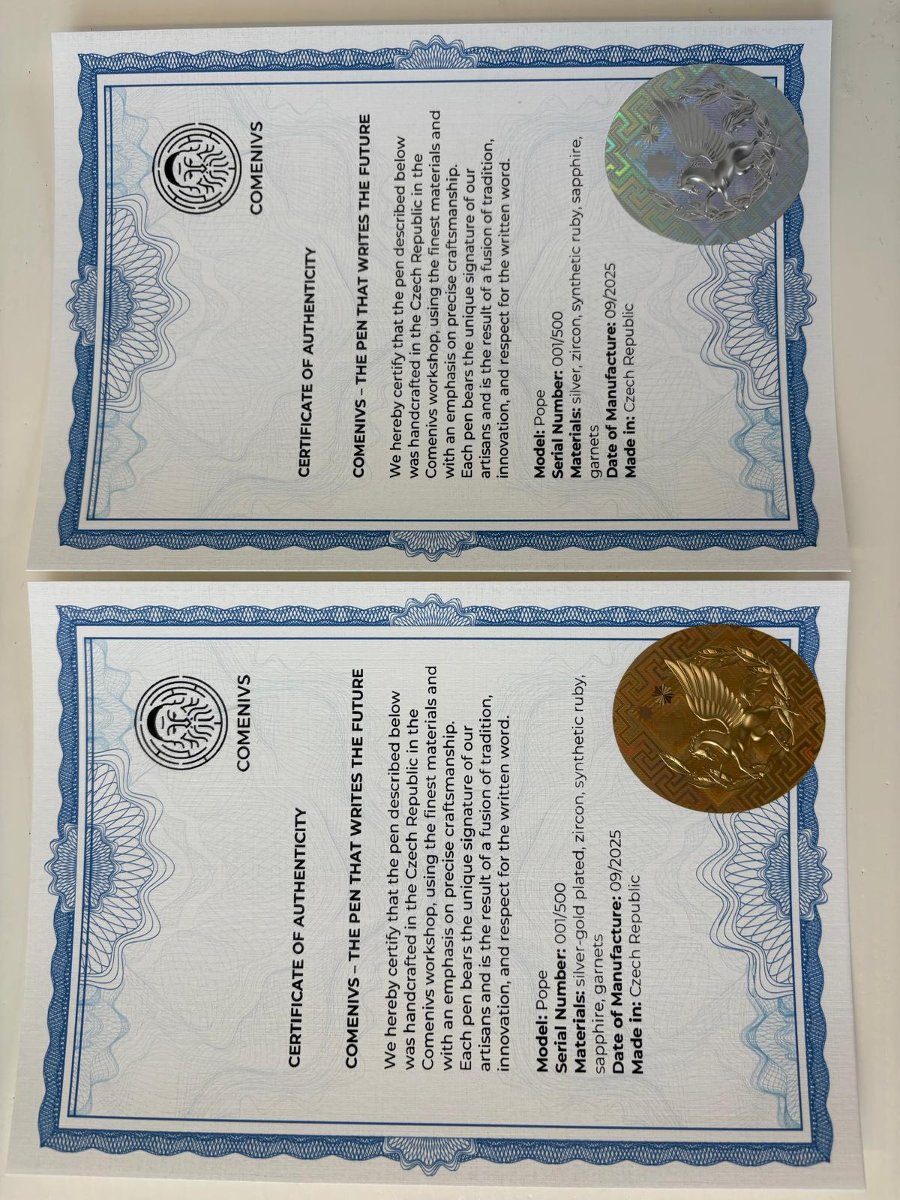 COMENIVS
CERTIFICATE OF AUTHENTICITY
COMENIVS – THE PEN THAT WRITES THE FUTURE
We hereby certify that the pen described below
was handcrafted in the Czech Republic in the
Comenivs workshop, using the finest materials and
with an emphasis on precise craftsmanship.
Each pen bears the unique signature of our
artisans and is the result of a fusion of tradition,
innovation, and respect for the written word.
Model: Pope
Serial Number: 001/500
Materials: silver, zircon, synthetic ruby, sapphire,
garnets
Date of Manufacture: 09/2025
Made in: Czech Republic
COMENIVS
CERTIFICATE OF AUTHENTICITY
COMENIVS – THE PEN THAT WRITES THE FUTURE
We hereby certify that the pen described below
was handcrafted in the Czech Republic in the
Comenivs workshop, using the finest materials and
with an emphasis on precise craftsmanship.
Each pen bears the unique signature of our
artisans and is the result of a fusion of tradition,
innovation, and respect for the written word.
Model: Pope
Serial Number: 001/500
Materials: silver-gold plated, zircon, synthetic ruby,
sapphire, garnets
Date of Manufacture: 09/2025
Made in: Czech Republic